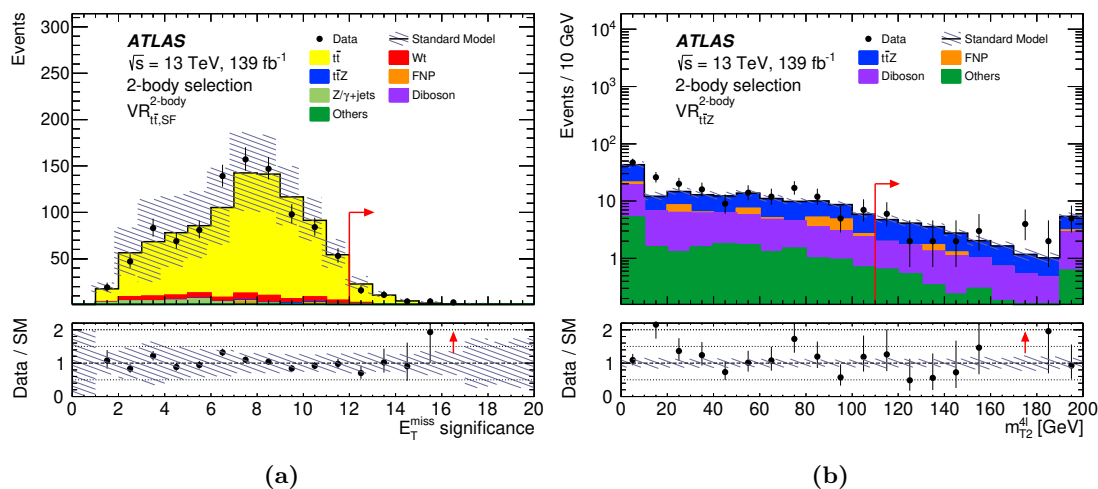 Events
300
250
200
150
100
50
ATLAS
√s = 13 TeV, 139 fb⁻¹
2-body selection
VR^{2-body}_{tt̄,SF}
Data
Standard Model
tt̄
Wt
tt̄Z
FNP
Z/γ+jets
Diboson
Others
Data / SM
2
1
0
0 2 4 6 8 10 12 14 16 18 20
E_T^{miss} significance
(a)
Events / 10 GeV
10⁴
10³
10²
10
1
ATLAS
√s = 13 TeV, 139 fb⁻¹
2-body selection
VR^{2-body}_{tt̄Z}
Data
Standard Model
tt̄Z
FNP
Diboson
Others
Data / SM
2
1
0
0 20 40 60 80 100 120 140 160 180 200
m_{T2}^{4l} [GeV]
(b)